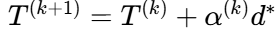 T^{(k+1)} = T^{(k)} + α^{(k)} d^*